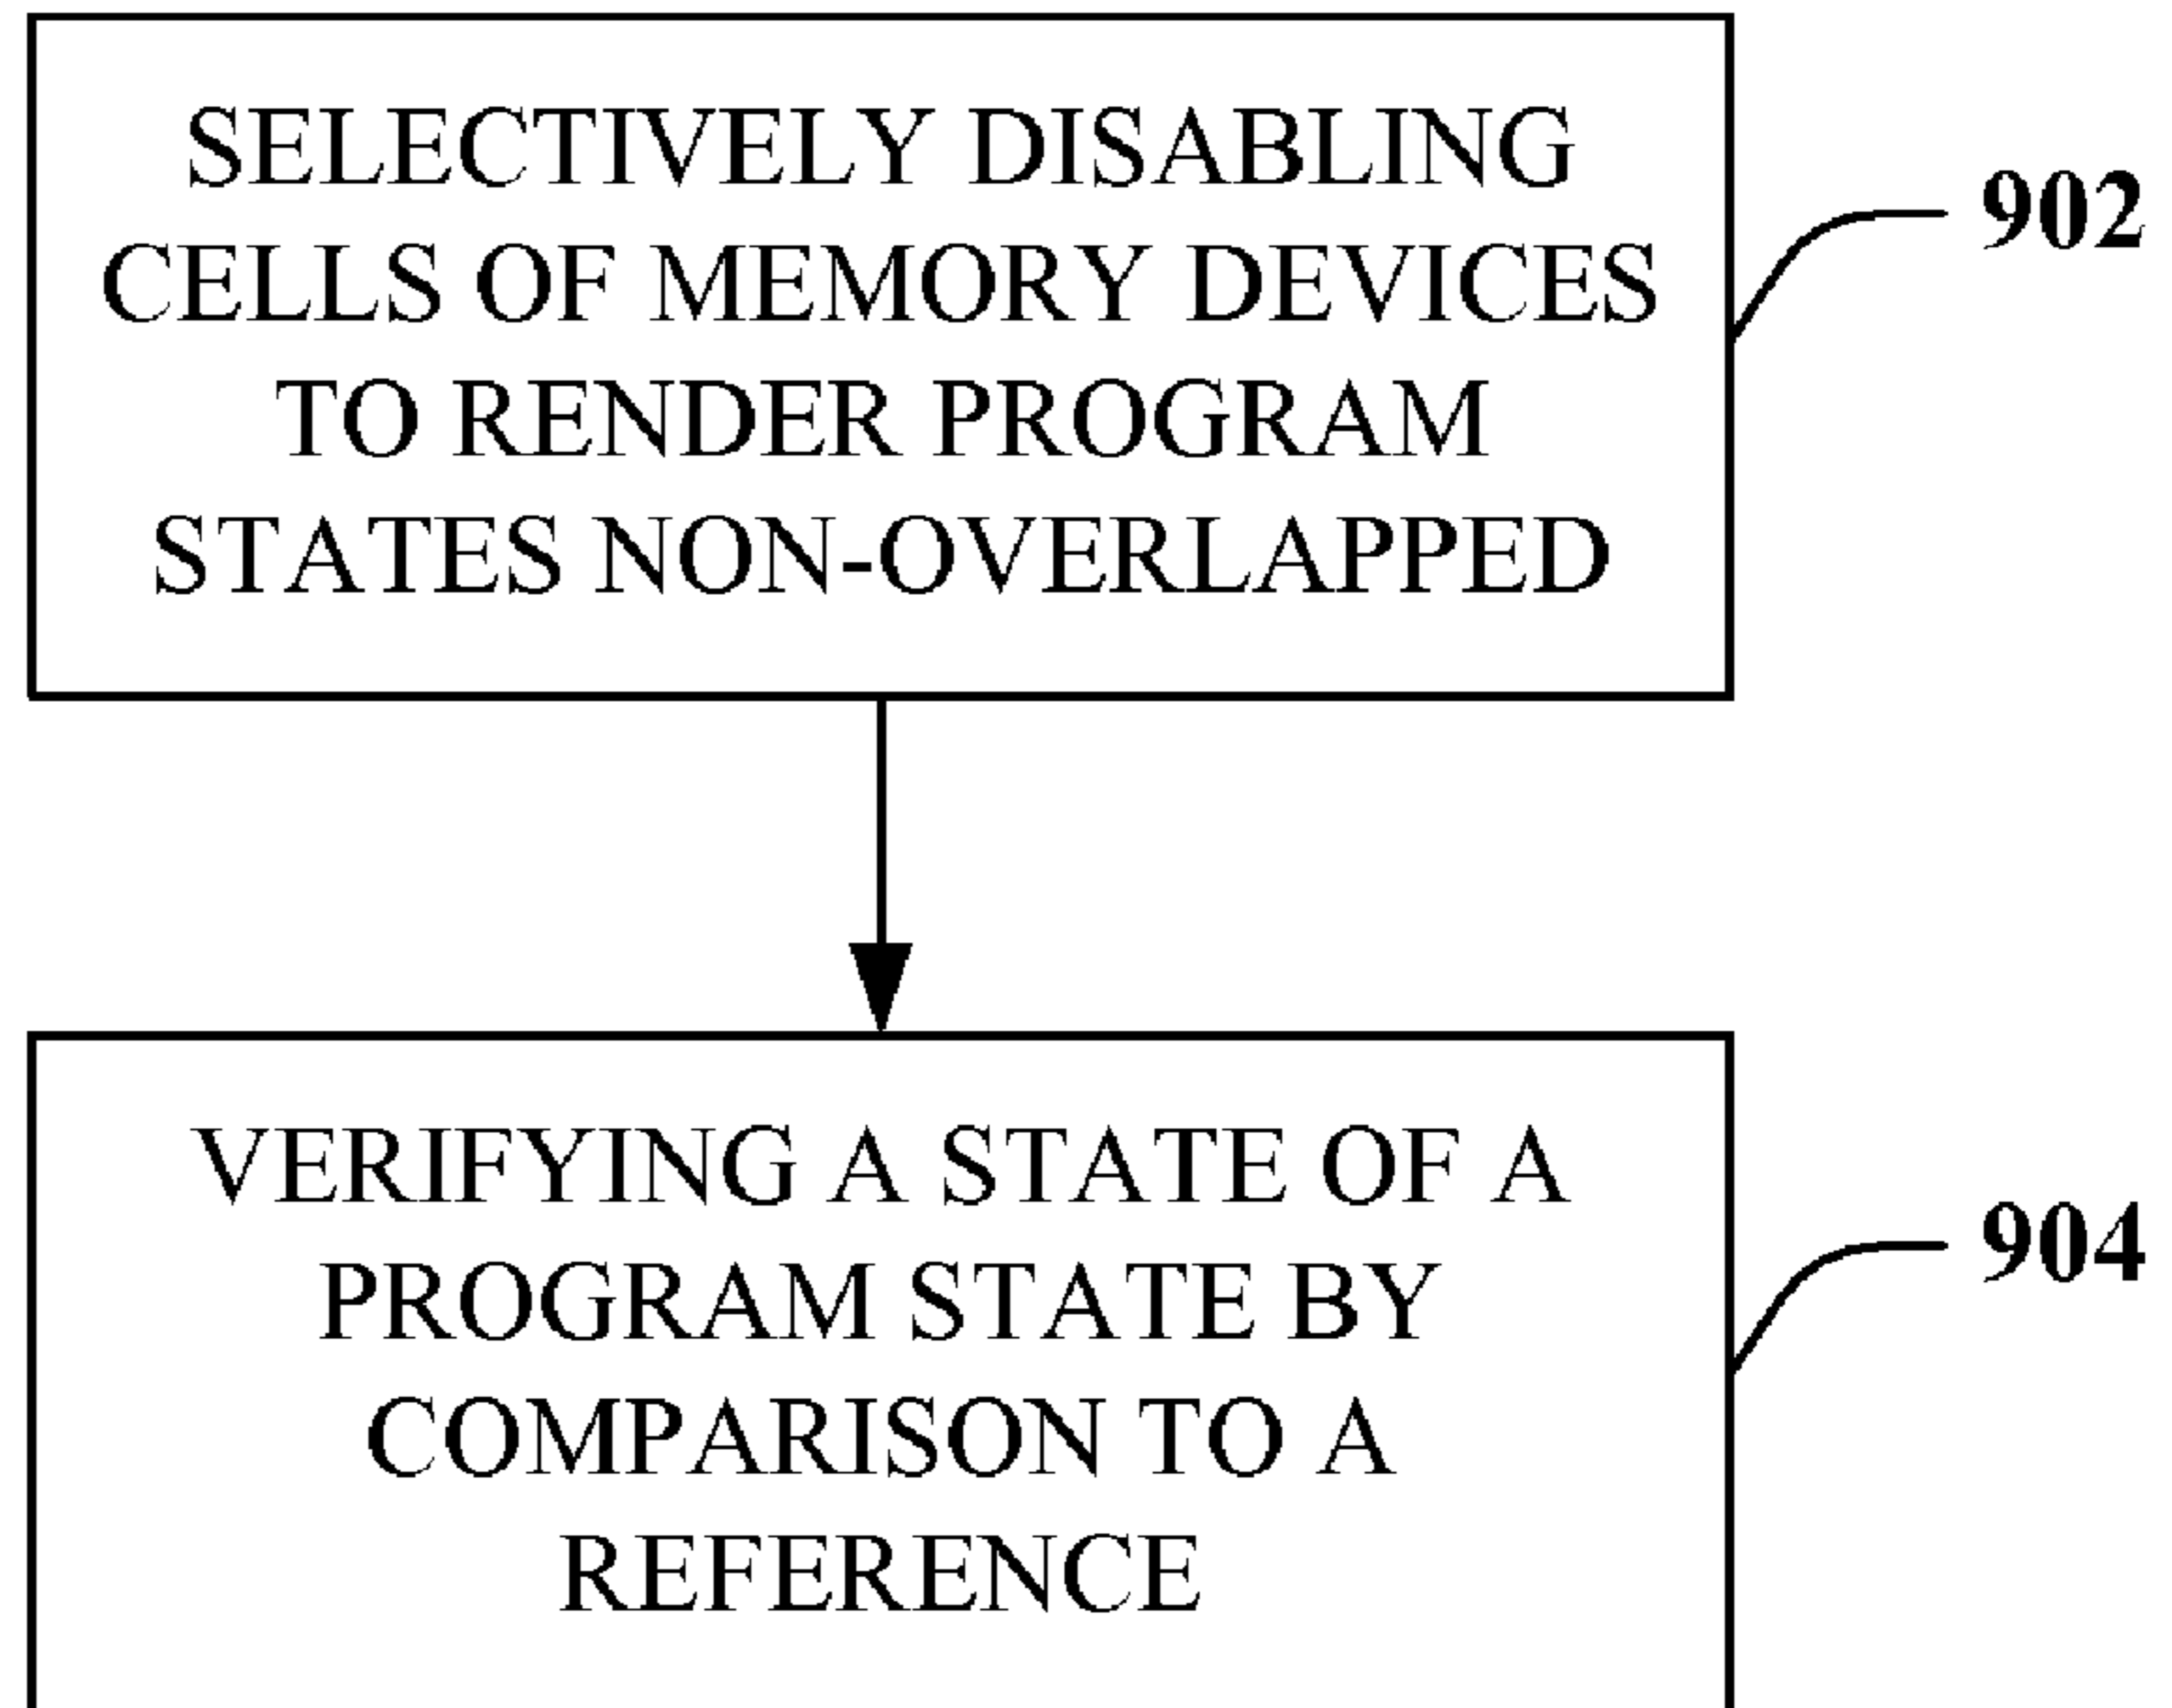 SELECTIVELY DISABLING
CELLS OF MEMORY DEVICES
TO RENDER PROGRAM
STATES NON-OVERLAPPED
902
VERIFYING A STATE OF A
PROGRAM STATE BY
COMPARISON TO A
REFERENCE
904